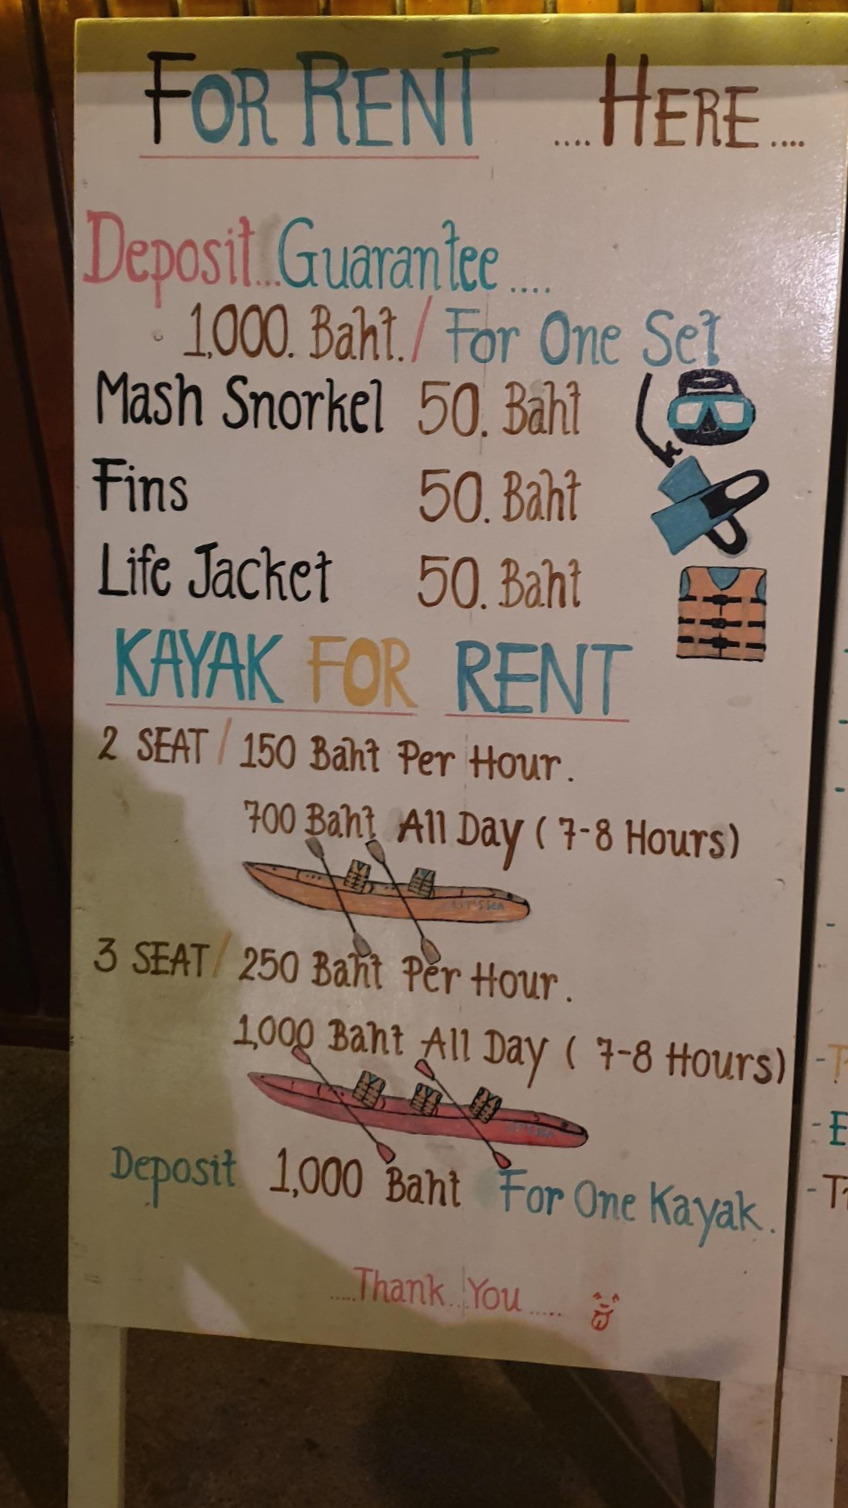 FOR RENT ....HERE....
Deposit...Guarantee....
1,000. Baht./ For One Set
Mash Snorkel 50. Baht
Fins 50. Baht
Life Jacket 50. Baht
KAYAK FOR RENT
2 SEAT / 150 Baht Per Hour.
700 Baht All Day ( 7-8 Hours)
3 SEAT / 250 Baht Per Hour.
1,000 Baht All Day ( 7-8 Hours)
Deposit 1,000 Baht For One Kayak.
.....Thank..You.....